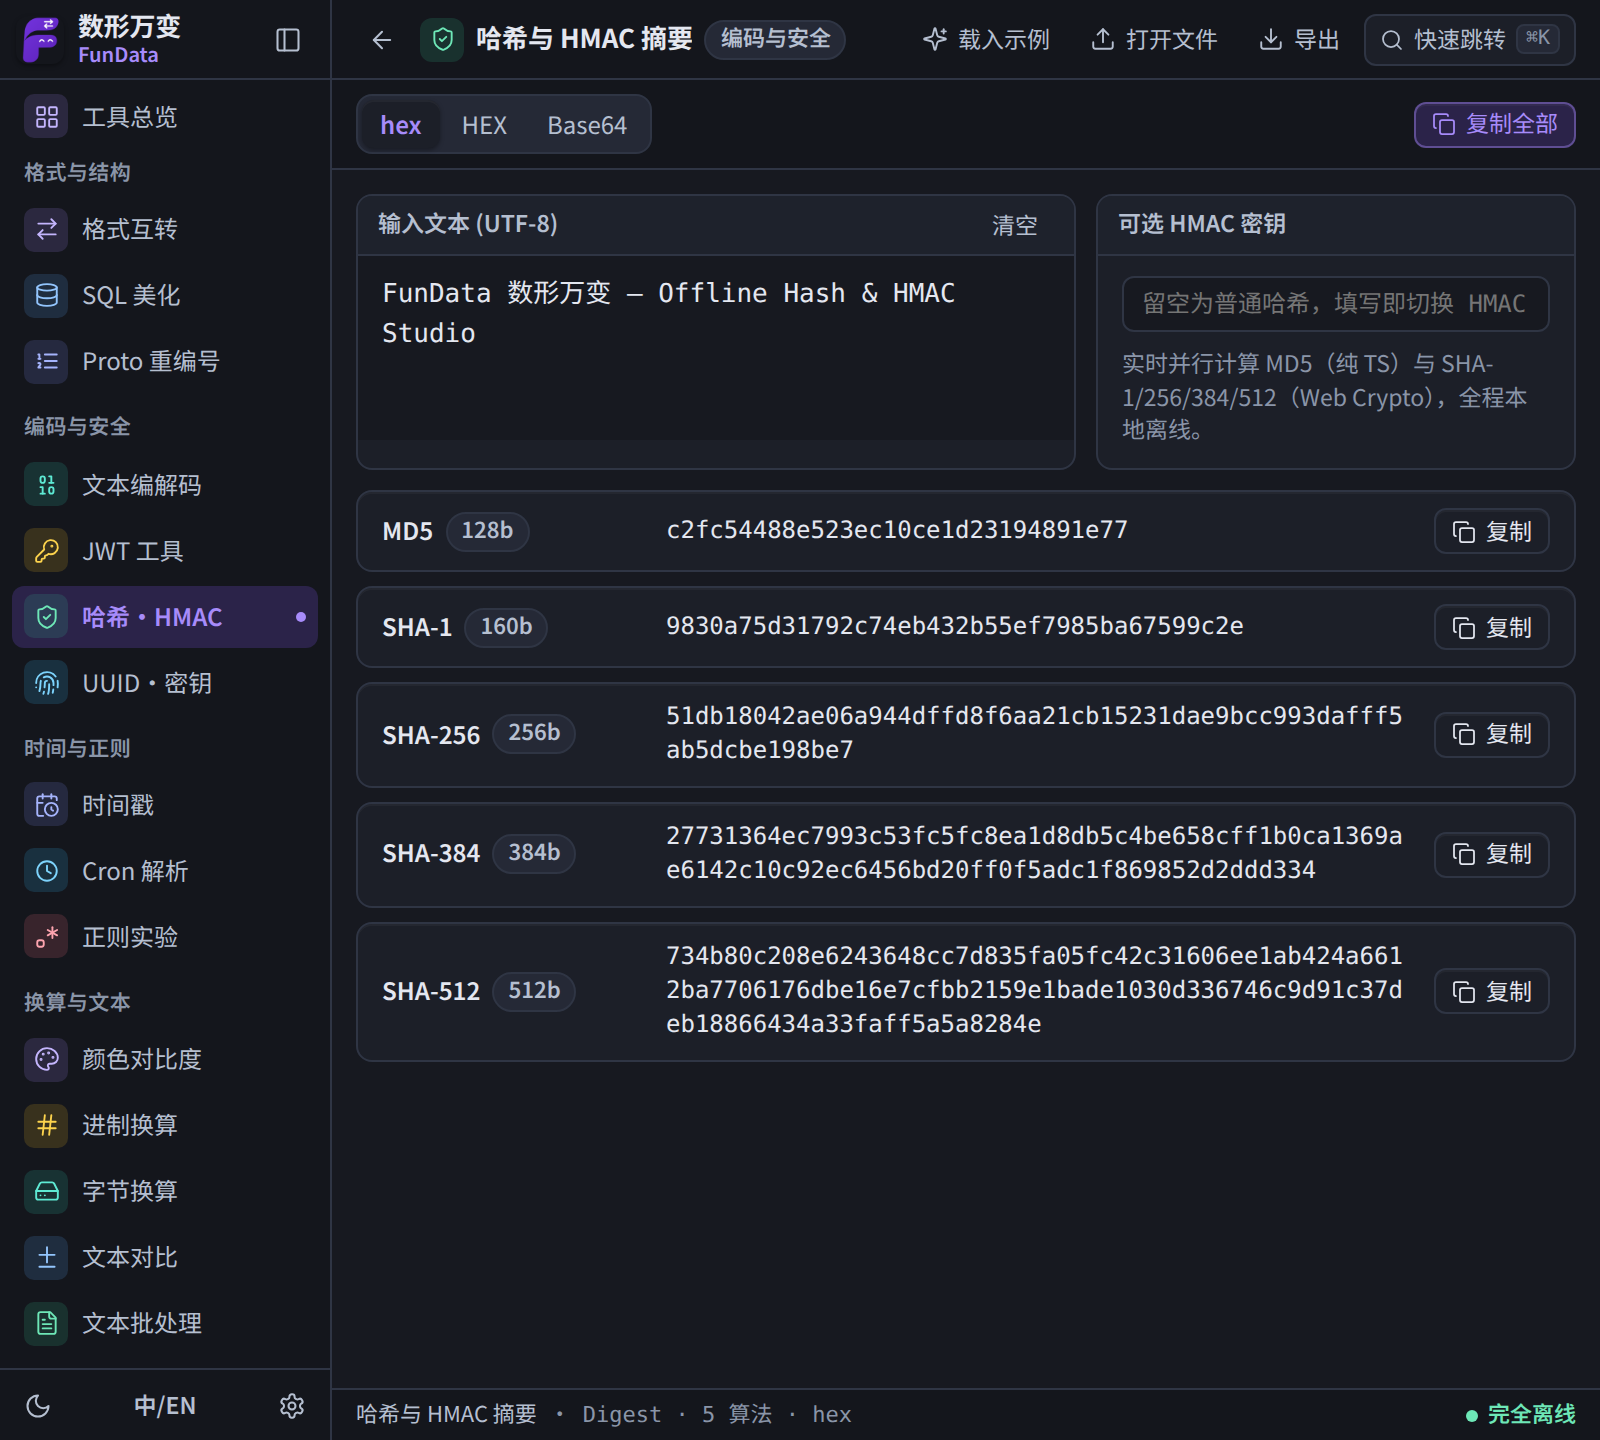 数形万变
FunData
工具总览
格式与结构
格式互转
SQL 美化
Proto 重编号
编码与安全
文本编解码
JWT 工具
哈希・HMAC
UUID・密钥
时间与正则
时间戳
Cron 解析
正则实验
换算与文本
颜色对比度
进制换算
字节换算
文本对比
文本批处理
中/EN
哈希与 HMAC 摘要 编码与安全
载入示例
打开文件
导出
快速跳转 ⌘K
hex HEX Base64
复制全部
输入文本 (UTF-8) 清空
FunData 数形万变 — Offline Hash & HMAC
Studio
可选 HMAC 密钥
留空为普通哈希，填写即切换 HMAC
实时并行计算 MD5（纯 TS）与 SHA-
1/256/384/512（Web Crypto），全程本
地离线。
MD5 128b c2fc54488e523ec10ce1d23194891e77 复制
SHA-1 160b 9830a75d31792c74eb432b55ef7985ba67599c2e 复制
SHA-256 256b 51db18042ae06a944dffd8f6aa21cb15231dae9bcc993dafff5
ab5dcbe198be7 复制
SHA-384 384b 27731364ec7993c53fc5fc8ea1d8db5c4be658cff1b0ca1369a
e6142c10c92ec6456bd20ff0f5adc1f869852d2ddd334 复制
SHA-512 512b 734b80c208e6243648cc7d835fa05fc42c31606ee1ab424a661
2ba7706176dbe16e7cfbb2159e1bade1030d336746c9d91c37d
eb18866434a33faff5a5a8284e 复制
哈希与 HMAC 摘要 · Digest · 5 算法 · hex
完全离线